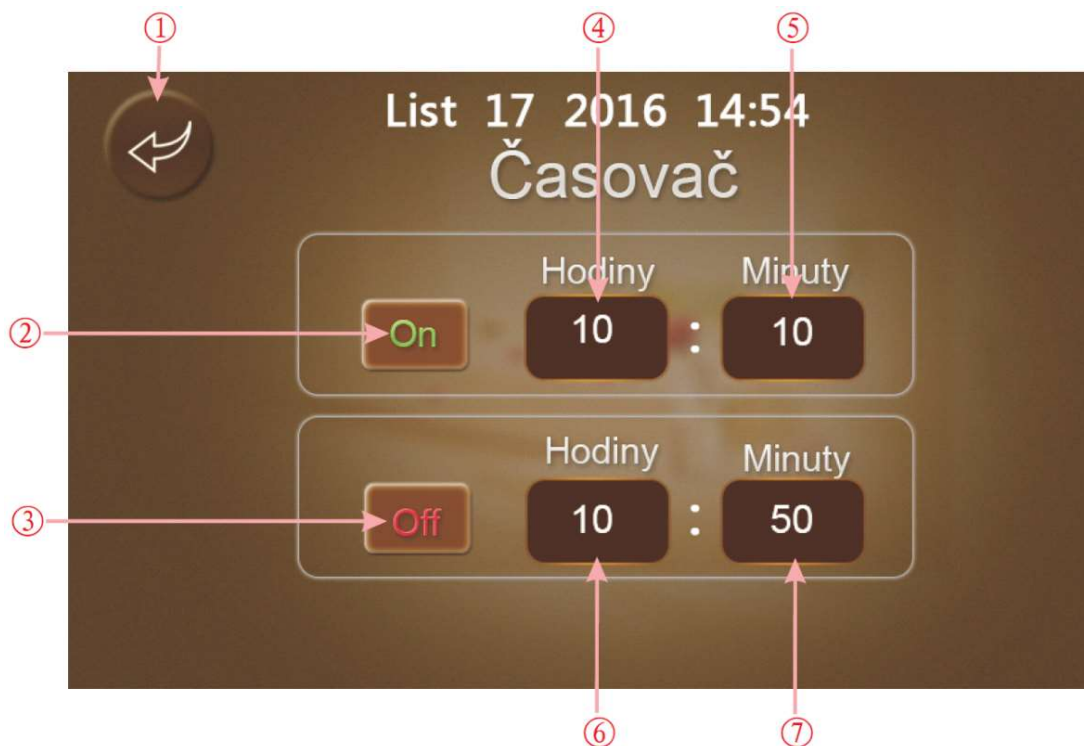 ① ④ ⑤
List 17 2016 14:54
Časovač
Hodiny Minuty
② On 10 : 10
Hodiny Minuty
③ Off 10 : 50
⑥ ⑦